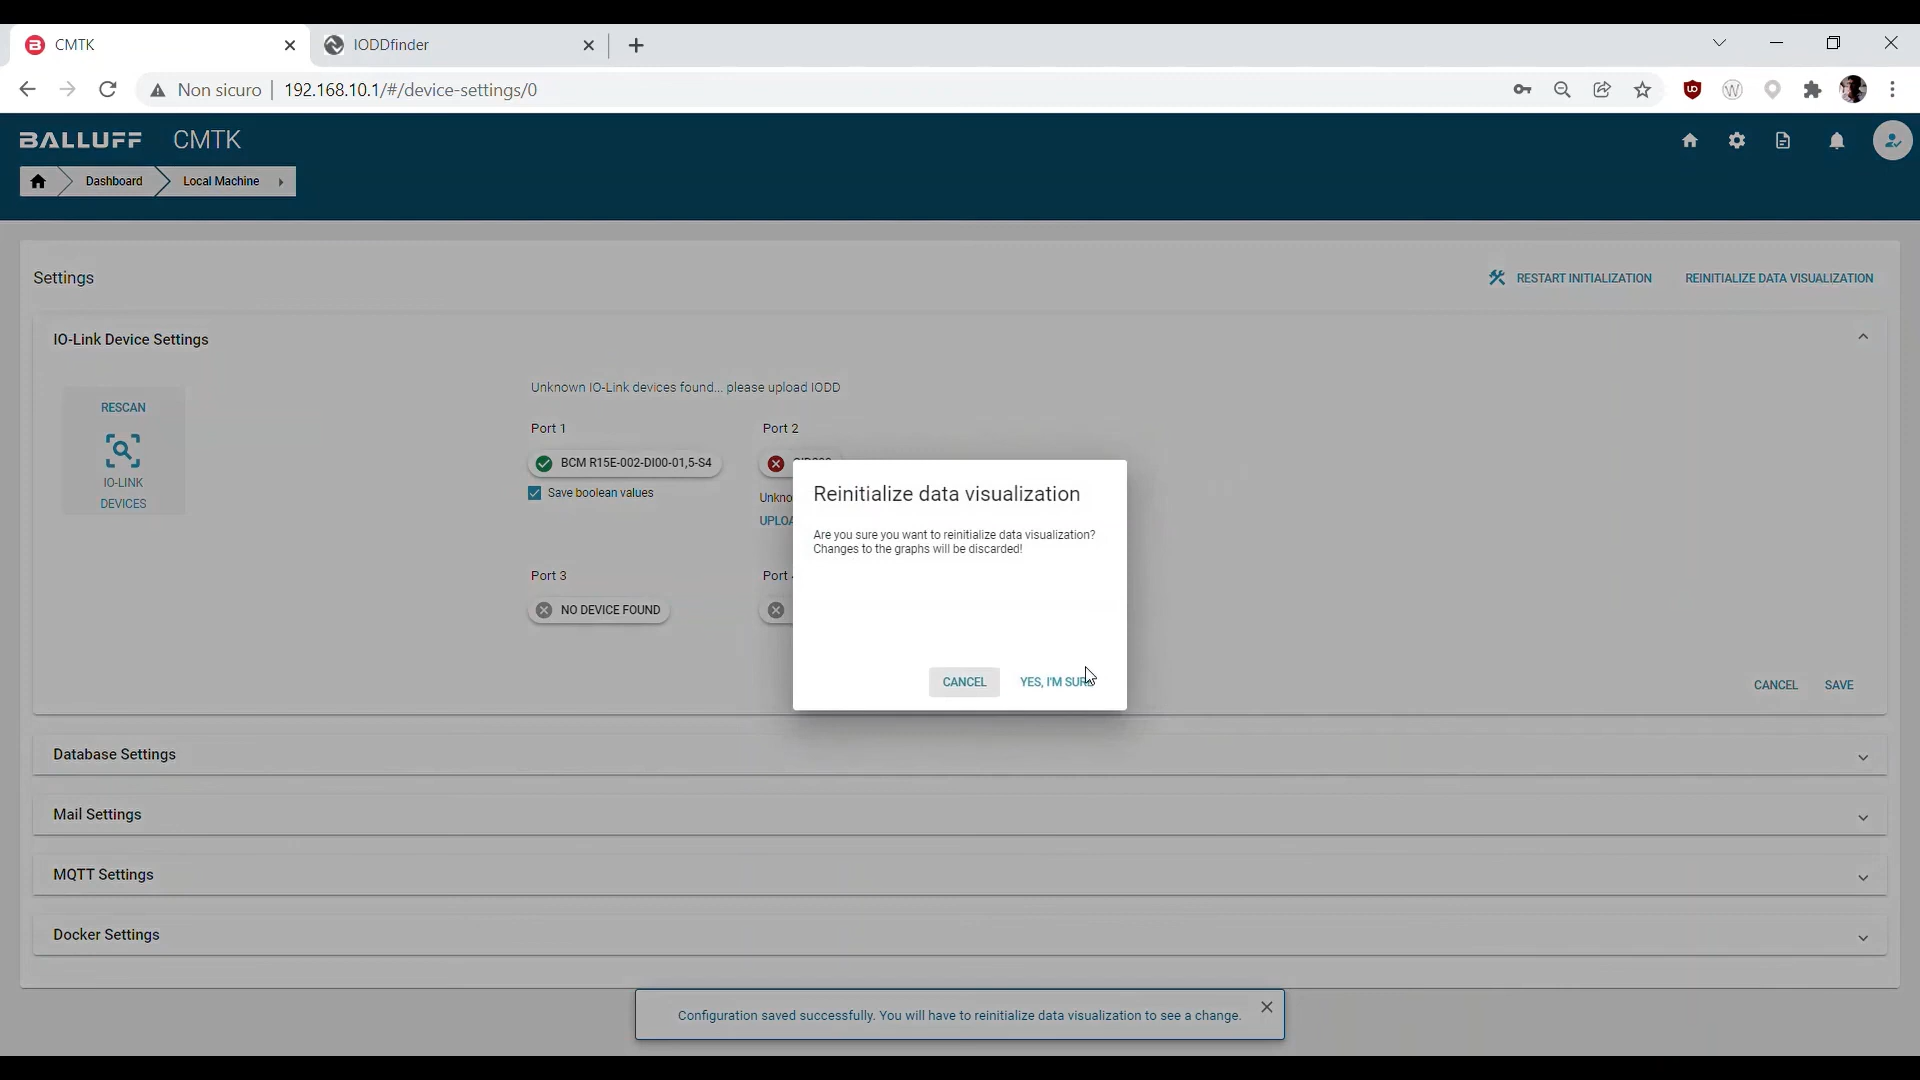 CMTK
IODDfinder
Non sicuro
192.168.10.1/#/device-settings/0
BALLUFF CMTK
Dashboard
Local Machine
Settings
RESTART INITIALIZATION
REINITIALIZE DATA VISUALIZATION
IO-Link Device Settings
RESCAN
IO-LINK
DEVICES
Unknown IO-Link devices found... please upload IODD
Port 1
Port 2
BCM R15E-002-DI00-01,5-S4
Save boolean values
Port 3
Port
NO DEVICE FOUND
Reinitialize data visualization
Are you sure you want to reinitialize data visualization?
Changes to the graphs will be discarded!
CANCEL
YES, I'M SURE
CANCEL
SAVE
Database Settings
Mail Settings
MQTT Settings
Docker Settings
Configuration saved successfully. You will have to reinitialize data visualization to see a change.